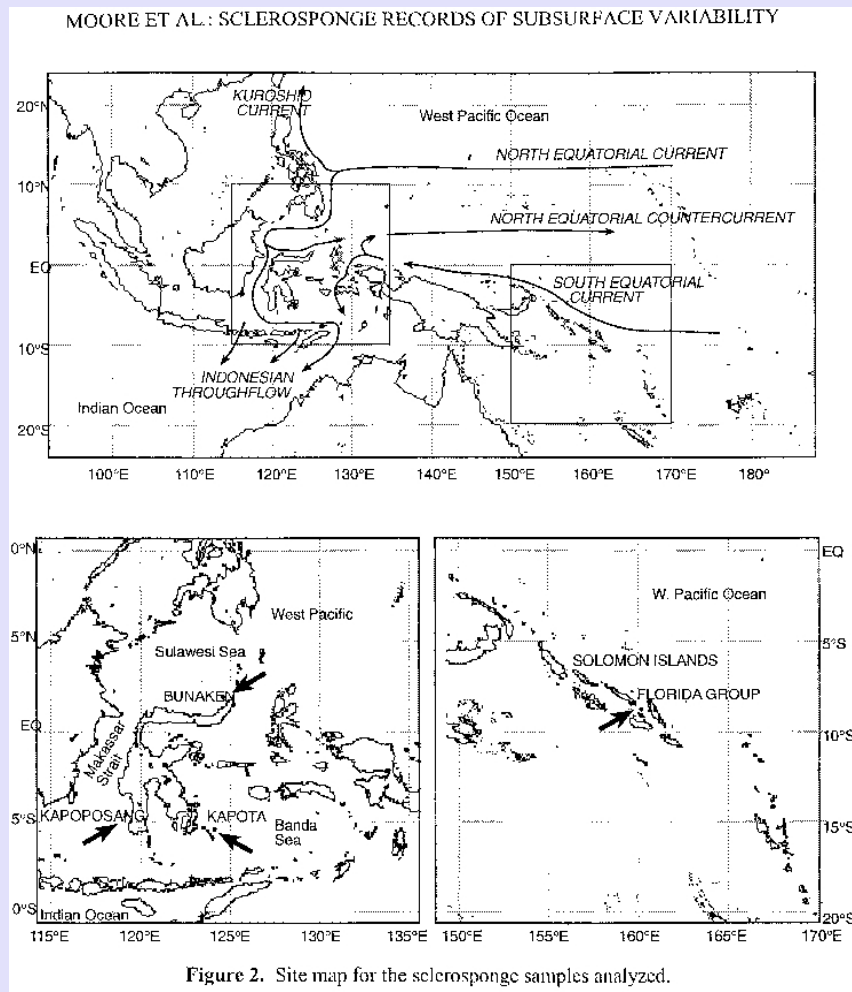 MOORE ET AL.: SCLEROSPONGE RECORDS OF SUBSURFACE VARIABILITY
20°N
10°N
EQ
10°S
20°S
KUROSHIO
CURRENT
West Pacific Ocean
NORTH EQUATORIAL CURRENT
NORTH EQUATORIAL COUNTERCURRENT
SOUTH EQUATORIAL
CURRENT
INDONESIAN
THROUGHFLOW
Indian Ocean
100°E 110°E 120°E 130°E 140°E 150°E 160°E 170°E 180°
0°N
5°N
EQ
5°S
0°S
West Pacific
Sulawesi Sea
BUNAKEN
Makassar
Strait
KAPOPOSANG
KAPOTA
Banda
Sea
Indian Ocean
115°E 120°E 125°E 130°E 135°E
EQ
5°S
10°S
15°S
20°S
W. Pacific Ocean
SOLOMON ISLANDS
FLORIDA GROUP
150°E 155°E 160°E 165°E 170°E
Figure 2. Site map for the sclerosponge samples analyzed.